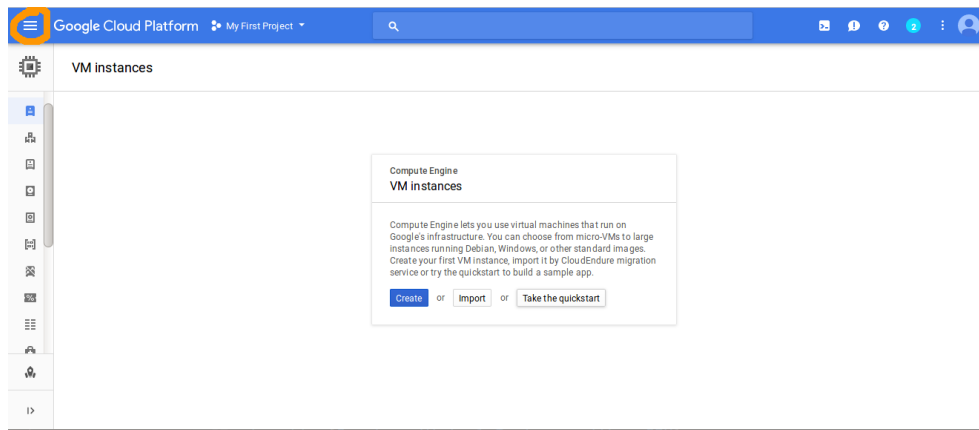 Google Cloud Platform My First Project
2
VM instances
Compute Engine
VM instances
Compute Engine lets you use virtual machines that run on
Google's infrastructure. You can choose from micro-VMs to large
instances running Debian, Windows, or other standard images.
Create your first VM instance, import it by CloudEndure migration
service or try the quickstart to build a sample app.
Create or Import or Take the quickstart